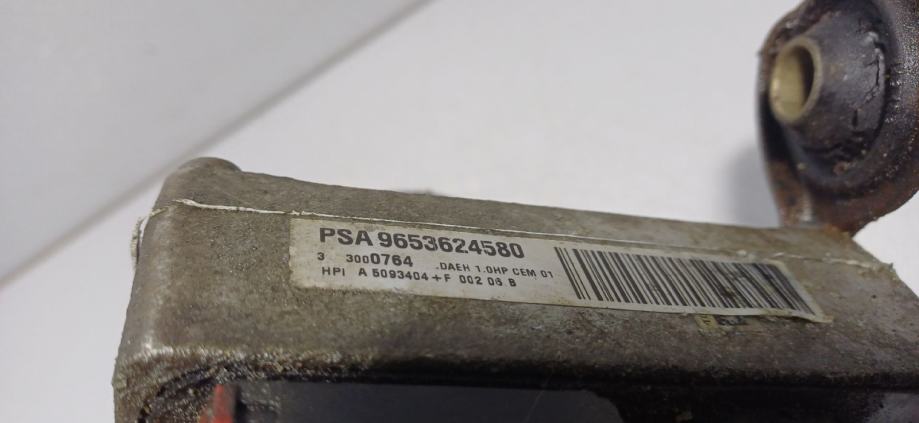 PSA 9653624580
3 3000764 .DAEH 1.0HP CEM 01
HPI A 5093404+F 002 06 B